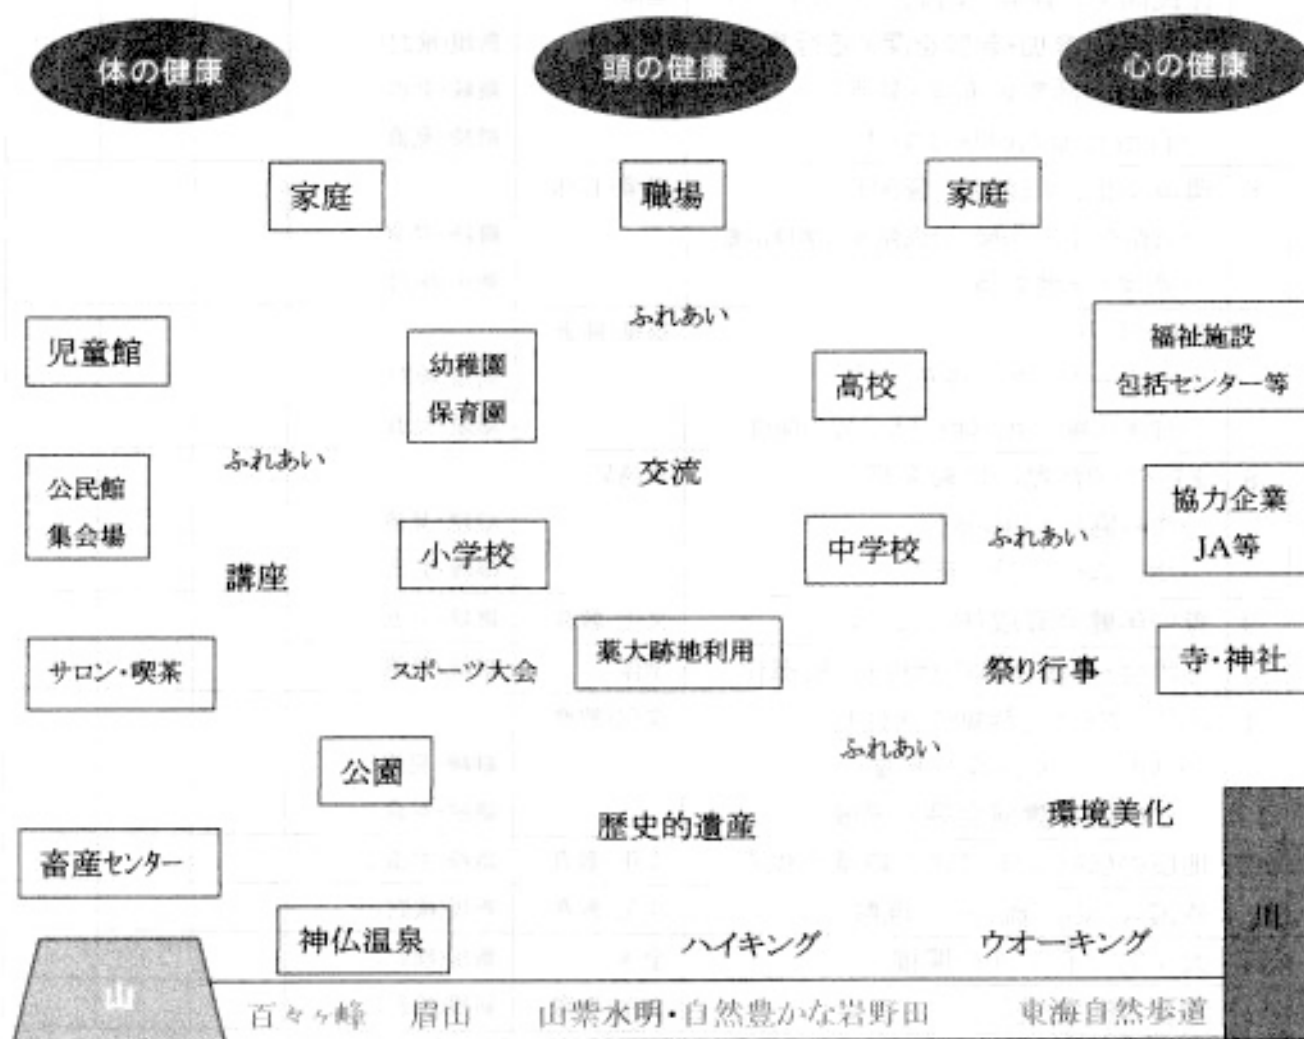 体の健康
頭の健康
心の健康
家庭
職場
家庭
ふれあい
児童館
幼稚園
保育園
高校
福祉施設
包括センター等
ふれあい
交流
公民館
集会場
小学校
中学校
ふれあい
協力企業
JA等
講座
サロン・喫茶
スポーツ大会
薬大跡地利用
祭り行事
寺・神社
ふれあい
公園
歴史的遺産
環境美化
畜産センター
川
神仏温泉
ハイキング
ウオーキング
山
百々ヶ峰
眉山
山紫水明・自然豊かな岩野田
東海自然歩道